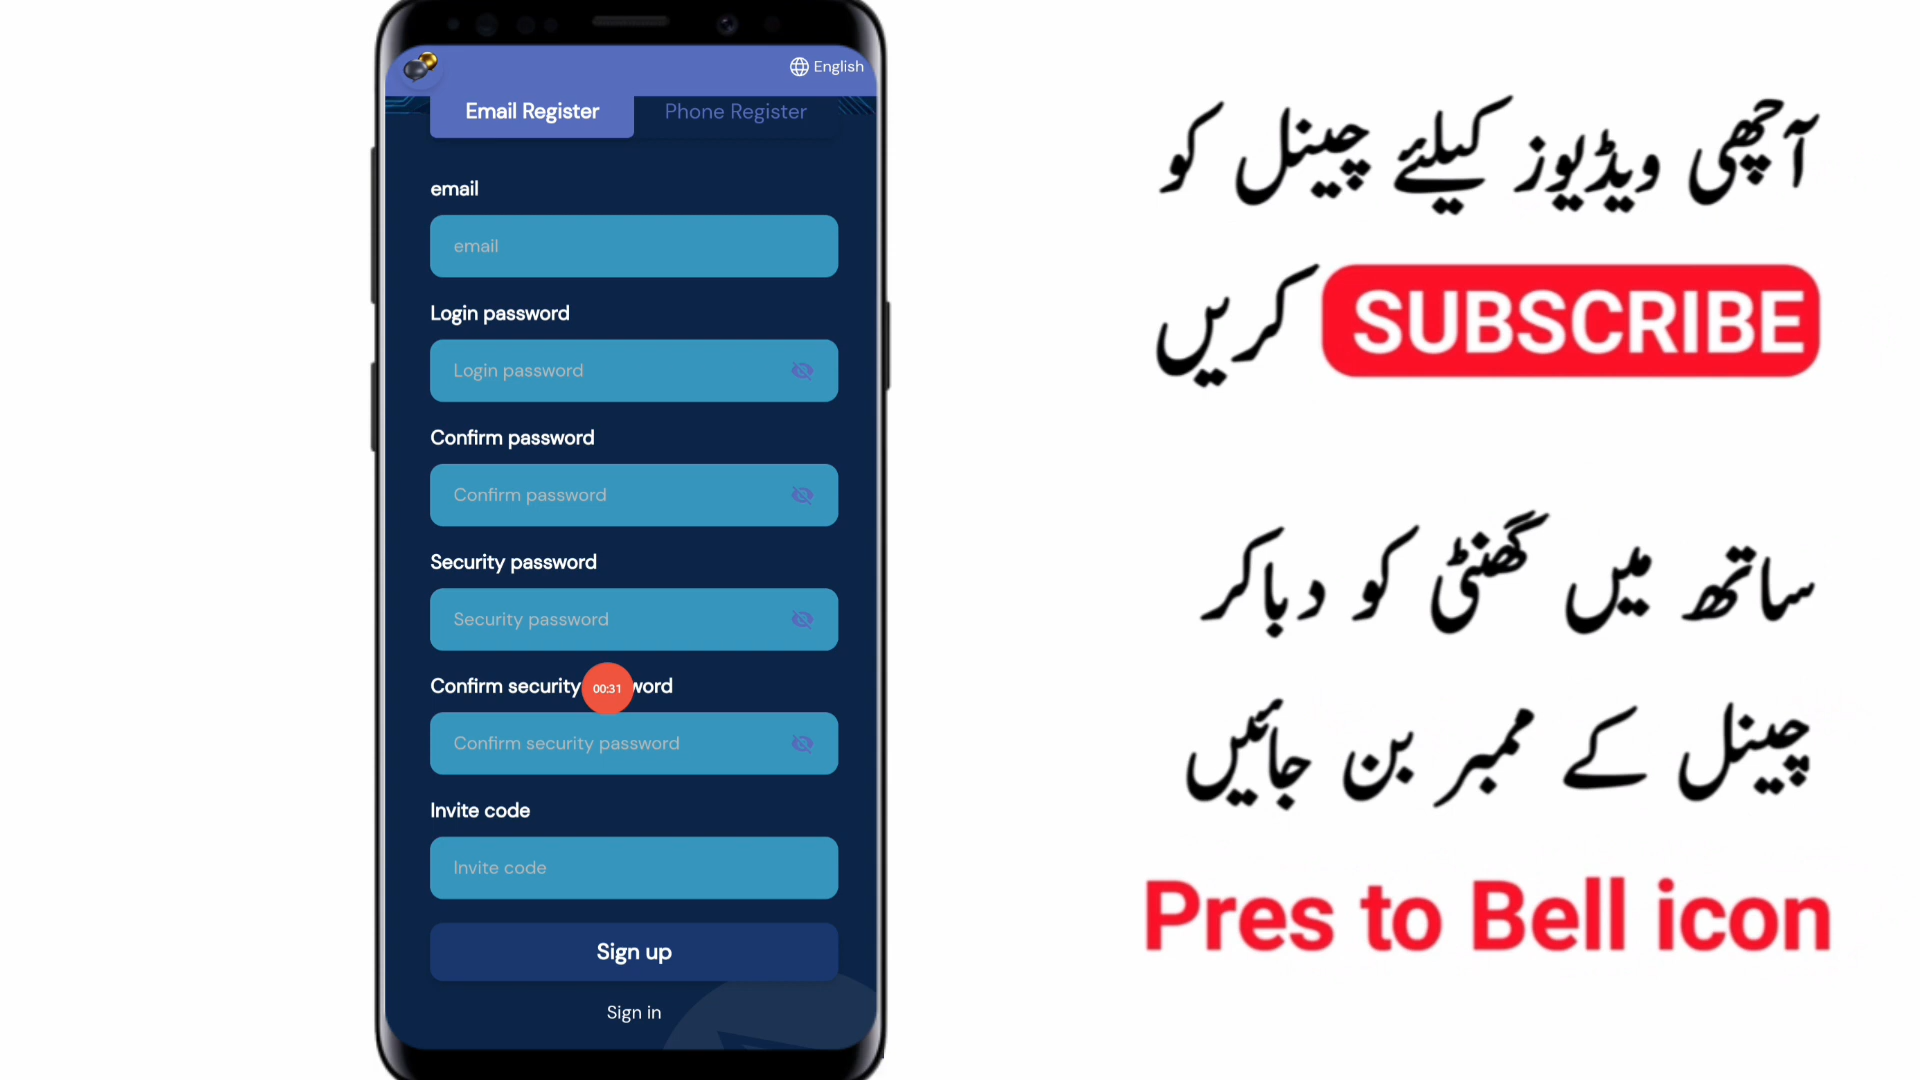 English
Email Register
Phone Register
email
email
Login password
Login password
Confirm password
Confirm password
Security password
Security password
Confirm security word
00:31
Confirm security password
Invite code
Invite code
Sign up
Sign in
آچھی ویڈیوز کیلئے چینل کو
SUBSCRIBE کریں
ساتھ میں گھنٹی کو دباکر
چینل کے ممبر بن جائیں
Pres to Bell icon